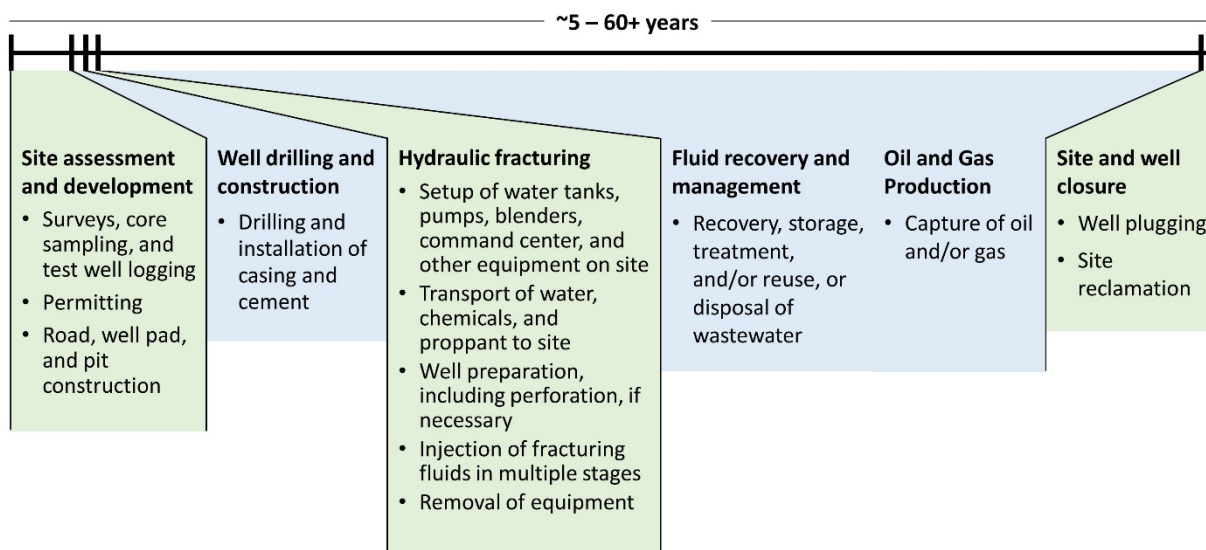 ~5 – 60+ years
Site assessment
and development
• Surveys, core
sampling, and
test well logging
• Permitting
• Road, well pad,
and pit
construction
Well drilling and
construction
• Drilling and
installation of
casing and
cement
Hydraulic fracturing
• Setup of water tanks,
pumps, blenders,
command center, and
other equipment on site
• Transport of water,
chemicals, and
proppant to site
• Well preparation,
including perforation, if
necessary
• Injection of fracturing
fluids in multiple stages
• Removal of equipment
Fluid recovery and
management
• Recovery, storage,
treatment,
and/or reuse, or
disposal of
wastewater
Oil and Gas
Production
• Capture of oil
and/or gas
Site and well
closure
• Well plugging
• Site
reclamation